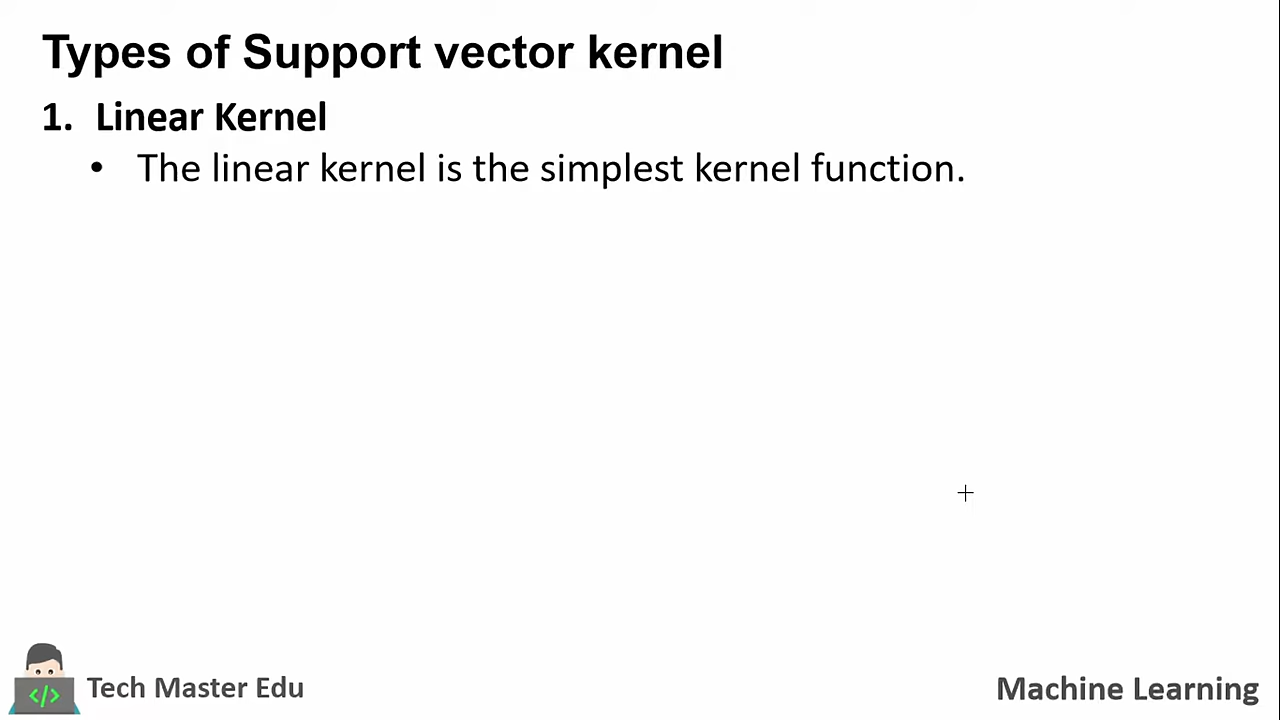 Types of Support vector kernel
1. Linear Kernel
• The linear kernel is the simplest kernel function.
</>
Tech Master Edu
Machine Learning